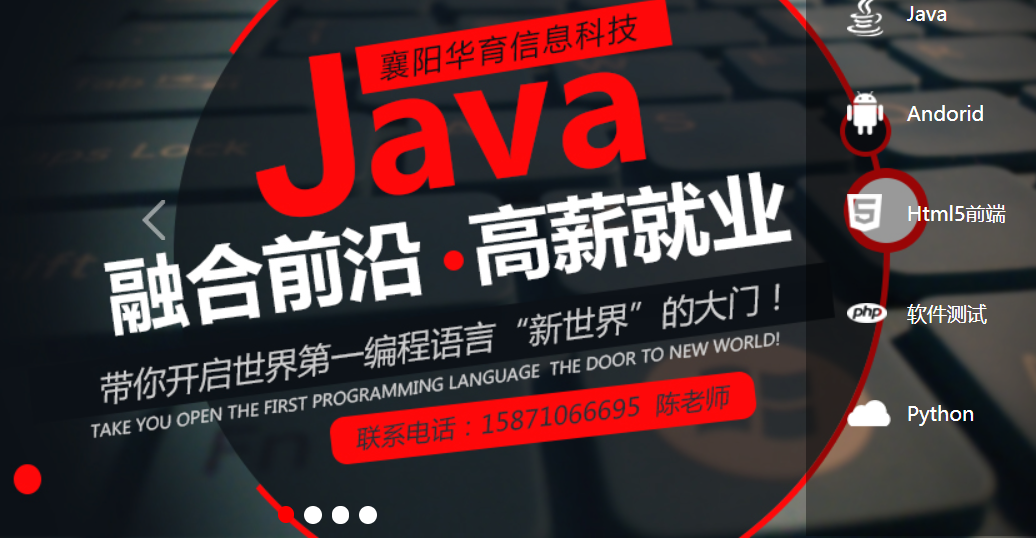 襄阳华育信息科技
Java
融合前沿·高薪就业
带你开启世界第一编程语言“新世界”的大门！
TAKE YOU OPEN THE FIRST PROGRAMMING LANGUAGE THE DOOR TO NEW WORLD!
联系电话：15871066695 陈老师
Java
Andorid
Html5前端
php 软件测试
Python